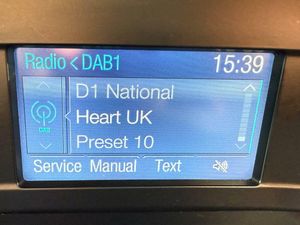 Radio < DAB1 15:39
D1 National
Heart UK
DAB
Preset 10
Service Manual Text